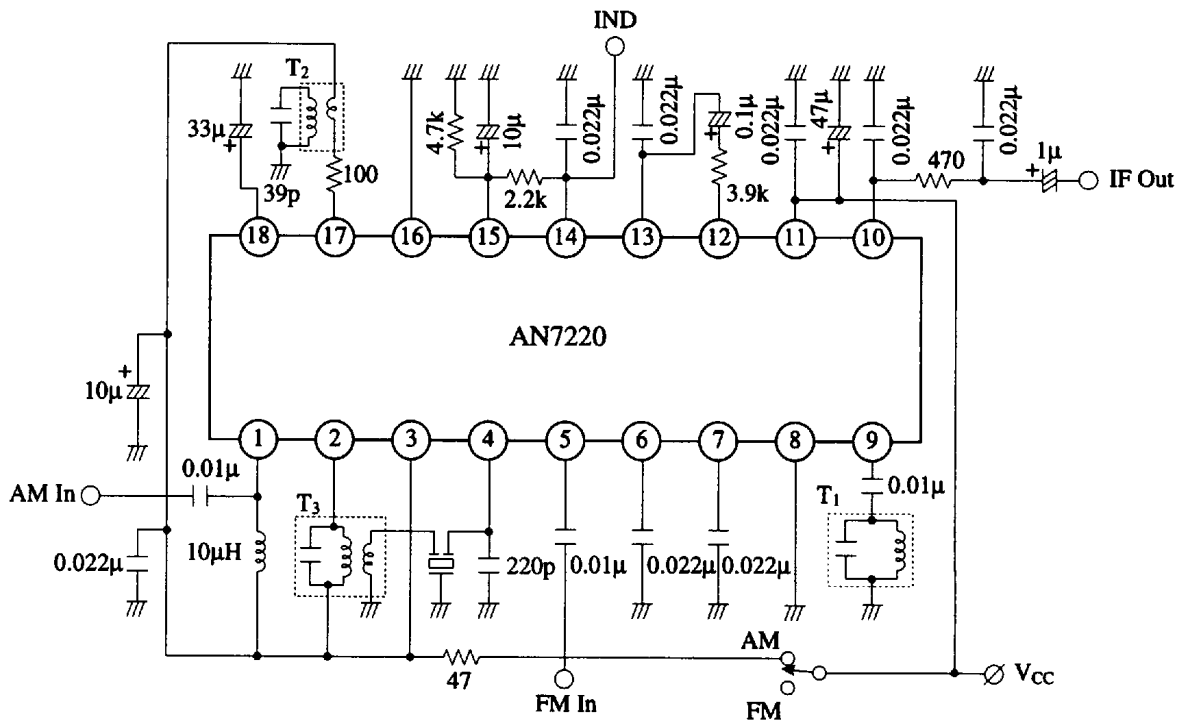 IND
T2
33μ
39p
100
4.7k
10μ
2.2k
0.022μ
0.022μ
0.1μ
3.9k
0.022μ
47μ
0.022μ
470
0.022μ
1μ
IF Out
18 17 16 15 14 13 12 11 10
AN7220
10μ
1 2 3 4 5 6 7 8 9
AM In
0.01μ
0.022μ
10μH
T3
220p
0.01μ
0.022μ
0.022μ
T1
0.01μ
47
FM In
AM
FM
VCC